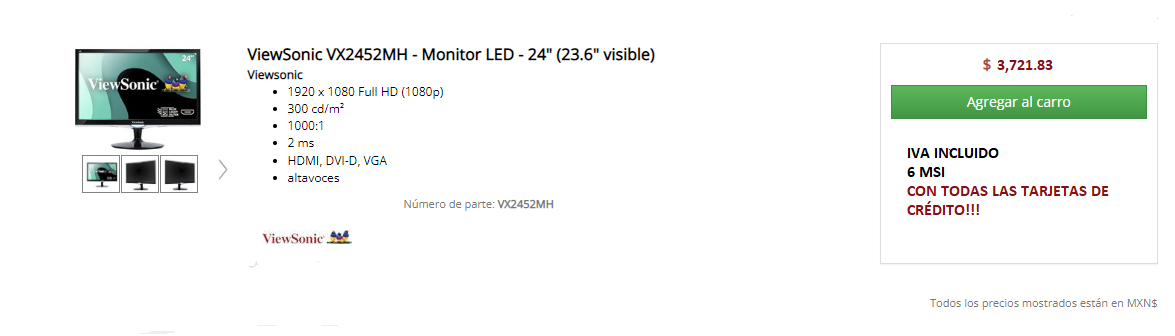 ViewSonic VX2452MH - Monitor LED - 24" (23.6" visible)
Viewsonic
1920 x 1080 Full HD (1080p)
300 cd/m²
1000:1
2 ms
HDMI, DVI-D, VGA
altavoces
Número de parte: VX2452MH
ViewSonic
24"
ViewSonic
$ 3,721.83
Agregar al carro
IVA INCLUIDO
6 MSI
CON TODAS LAS TARJETAS DE
CRÉDITO!!!
Todos los precios mostrados están en MXN$